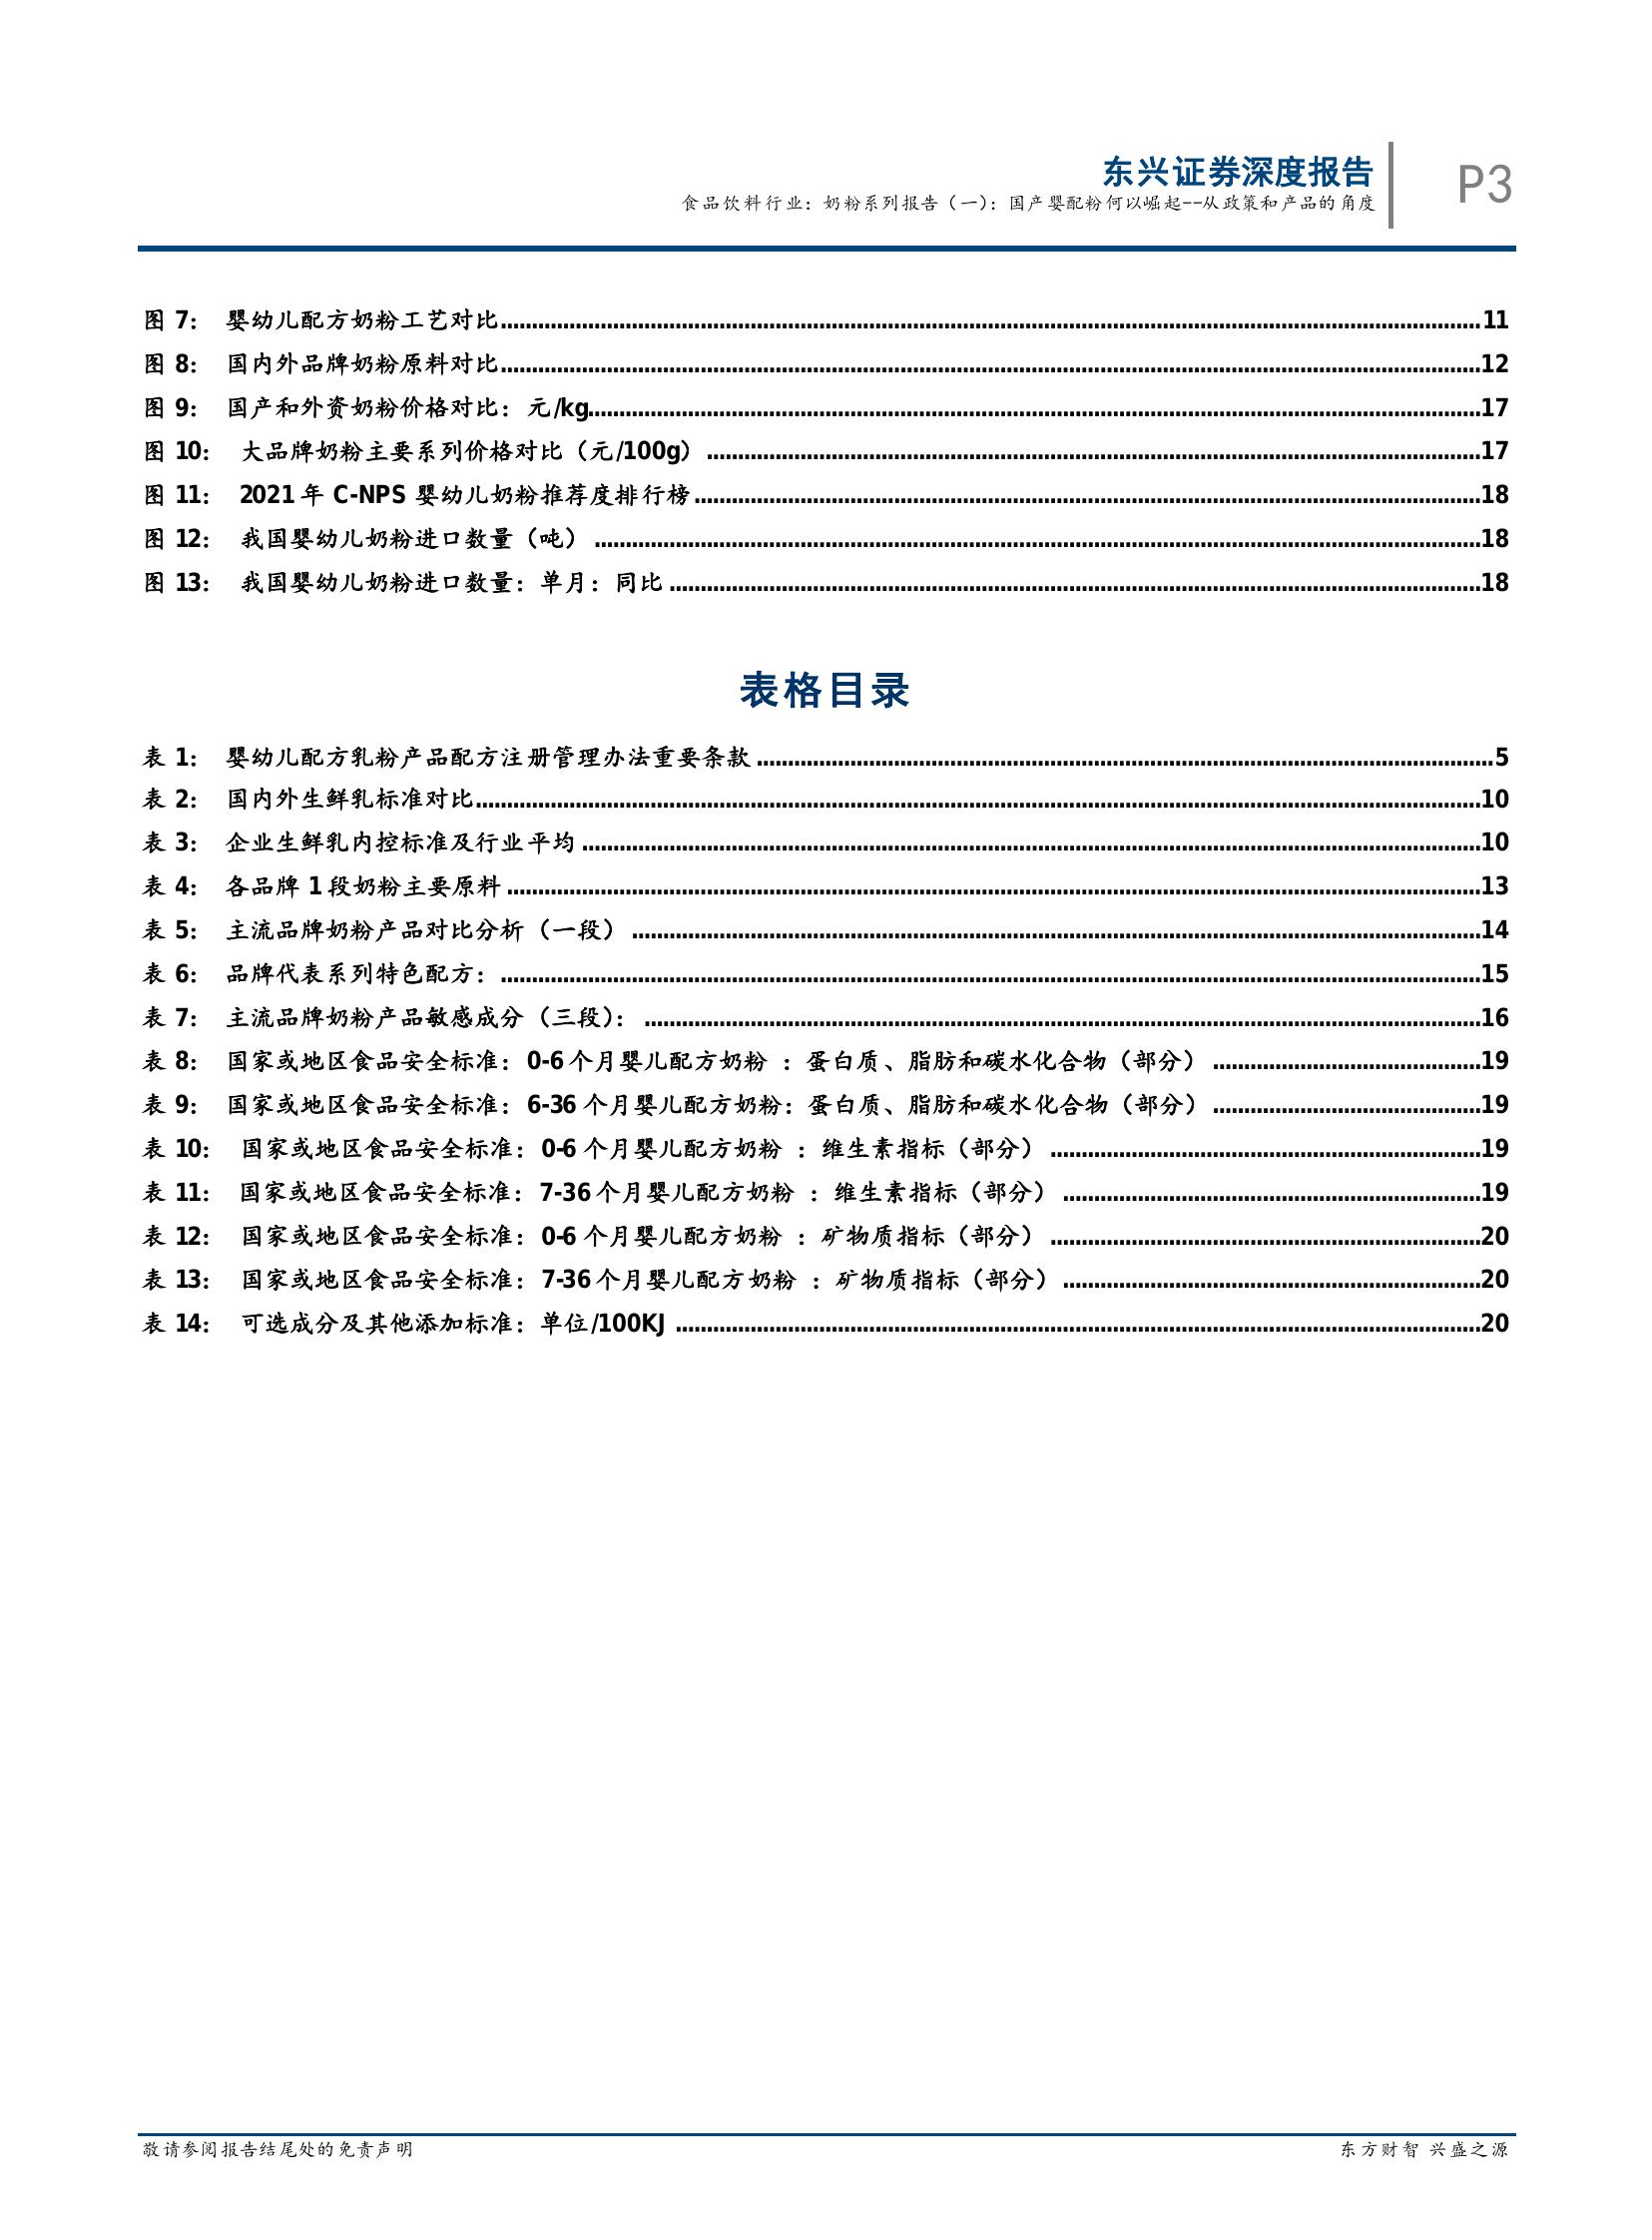 东兴证券深度报告
P3
食品饮料行业：奶粉系列报告（一）：国产婴配粉何以崛起--从政策和产品的角度
图 7： 婴幼儿配方奶粉工艺对比 11
图 8： 国内外品牌奶粉原料对比 12
图 9： 国产和外资奶粉价格对比：元/kg 17
图 10： 大品牌奶粉主要系列价格对比（元/100g） 17
图 11： 2021 年 C-NPS 婴幼儿奶粉推荐度排行榜 18
图 12： 我国婴幼儿奶粉进口数量（吨） 18
图 13： 我国婴幼儿奶粉进口数量：单月：同比 18
表格目录
表 1： 婴幼儿配方乳粉产品配方注册管理办法重要条款 5
表 2： 国内外生鲜乳标准对比 10
表 3： 企业生鲜乳内控标准及行业平均 10
表 4： 各品牌 1 段奶粉主要原料 13
表 5： 主流品牌奶粉产品对比分析（一段） 14
表 6： 品牌代表系列特色配方： 15
表 7： 主流品牌奶粉产品敏感成分（三段）： 16
表 8： 国家或地区食品安全标准：0-6 个月婴儿配方奶粉 ：蛋白质、脂肪和碳水化合物（部分） 19
表 9： 国家或地区食品安全标准：6-36 个月婴儿配方奶粉：蛋白质、脂肪和碳水化合物（部分） 19
表 10： 国家或地区食品安全标准：0-6 个月婴儿配方奶粉 ：维生素指标（部分） 19
表 11： 国家或地区食品安全标准：7-36 个月婴儿配方奶粉 ：维生素指标（部分） 19
表 12： 国家或地区食品安全标准：0-6 个月婴儿配方奶粉 ：矿物质指标（部分） 20
表 13： 国家或地区食品安全标准：7-36 个月婴儿配方奶粉 ：矿物质指标（部分） 20
表 14： 可选成分及其他添加标准：单位/100KJ 20
敬请参阅报告结尾处的免责声明
东方财智 兴盛之源